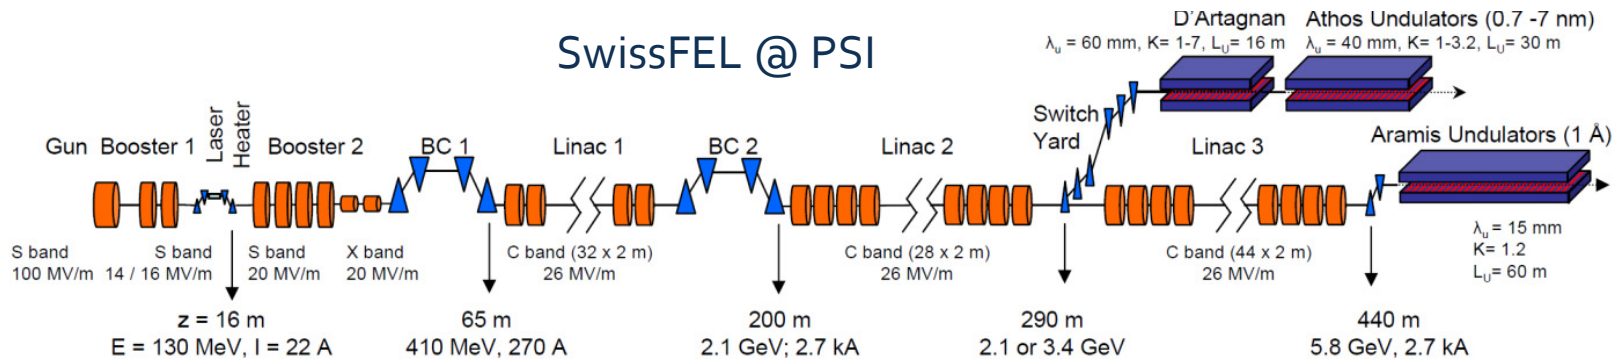 SwissFEL @ PSI
D'Artagnan
λu = 60 mm, K= 1-7, LU= 16 m
Athos Undulators (0.7 -7 nm)
λu = 40 mm, K= 1-3.2, LU= 30 m
Gun
Booster 1
Laser
Heater
Booster 2
BC 1
Linac 1
BC 2
Linac 2
Switch
Yard
Linac 3
Aramis Undulators (1 Å)
S band
100 MV/m
S band
14 / 16 MV/m
S band
20 MV/m
X band
20 MV/m
C band (32 x 2 m)
26 MV/m
C band (28 x 2 m)
26 MV/m
C band (44 x 2 m)
26 MV/m
λu = 15 mm
K= 1.2
LU= 60 m
z = 16 m
E = 130 MeV, I = 22 A
65 m
410 MeV, 270 A
200 m
2.1 GeV; 2.7 kA
290 m
2.1 or 3.4 GeV
440 m
5.8 GeV, 2.7 kA